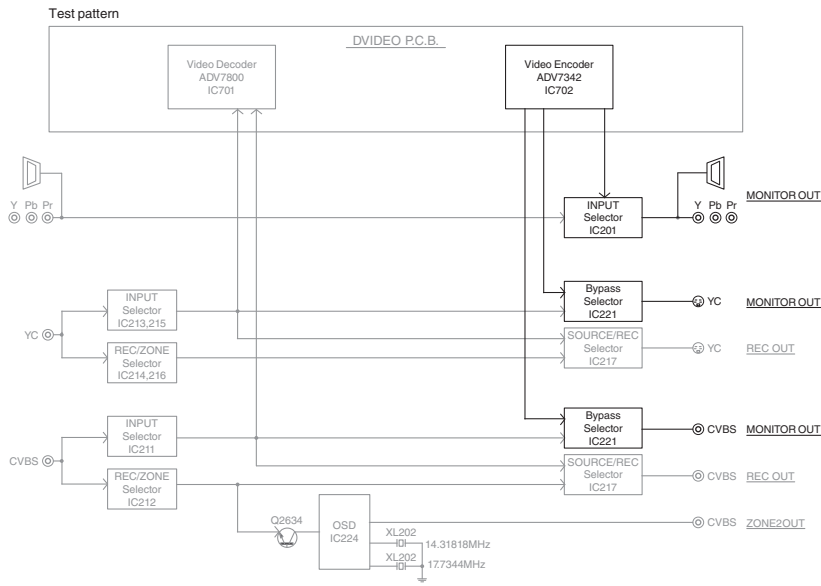 Test pattern
DVIDEO P.C.B.
Video Decoder
ADV7800
IC701
Video Encoder
ADV7342
IC702
Y Pb Pr
INPUT
Selector
IC201
Y Pb Pr
MONITOR OUT
YC
INPUT
Selector
IC213,215
Bypass
Selector
IC221
YC
MONITOR OUT
REC/ZONE
Selector
IC214,216
SOURCE/REC
Selector
IC217
YC
REC OUT
CVBS
INPUT
Selector
IC211
Bypass
Selector
IC221
CVBS
MONITOR OUT
REC/ZONE
Selector
IC212
SOURCE/REC
Selector
IC217
CVBS
REC OUT
Q2634
OSD
IC224
XL202
14.31818MHz
XL202
17.7344MHz
CVBS
ZONE2OUT